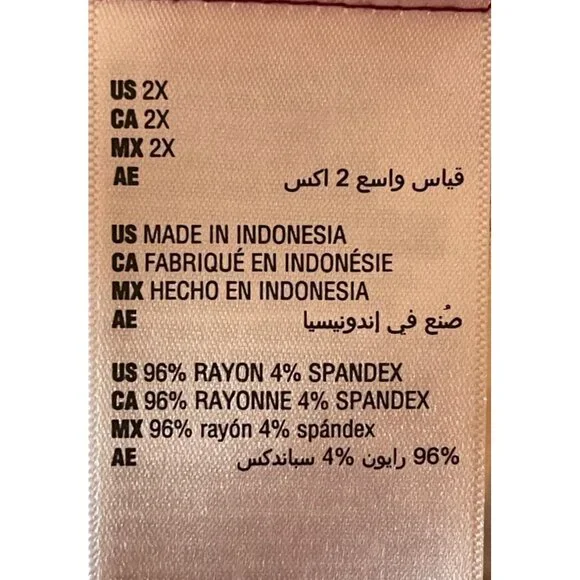 US 2X
CA 2X
MX 2X
AE قياس واسع 2 اكس
US MADE IN INDONESIA
CA FABRIQUÉ EN INDONÉSIE
MX HECHO EN INDONESIA
AE صُنع في إندونيسيا
US 96% RAYON 4% SPANDEX
CA 96% RAYONNE 4% SPANDEX
MX 96% rayón 4% spándex
AE 96% رايون 4% سباندكس